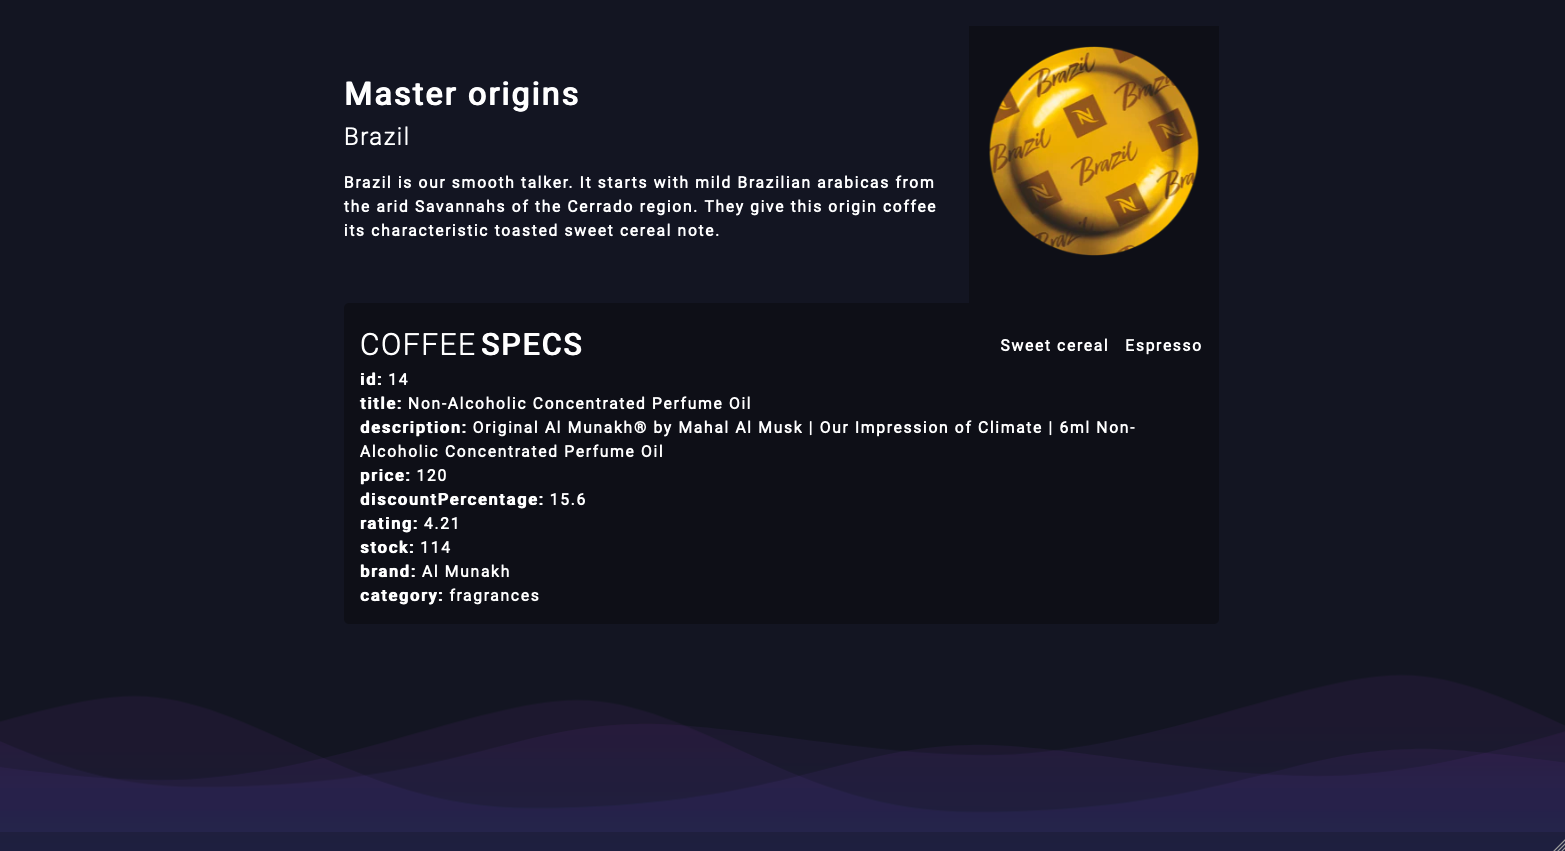 Master origins
Brazil
Brazil is our smooth talker. It starts with mild Brazilian arabicas from
the arid Savannahs of the Cerrado region. They give this origin coffee
its characteristic toasted sweet cereal note.
Brazil
Brazil
N
N
Brazil
Brazil
N
N
Brazil
Brazil
COFFEE SPECS
Sweet cereal Espresso
id: 14
title: Non-Alcoholic Concentrated Perfume Oil
description: Original Al Munakh® by Mahal Al Musk | Our Impression of Climate | 6ml Non-
Alcoholic Concentrated Perfume Oil
price: 120
discountPercentage: 15.6
rating: 4.21
stock: 114
brand: Al Munakh
category: fragrances